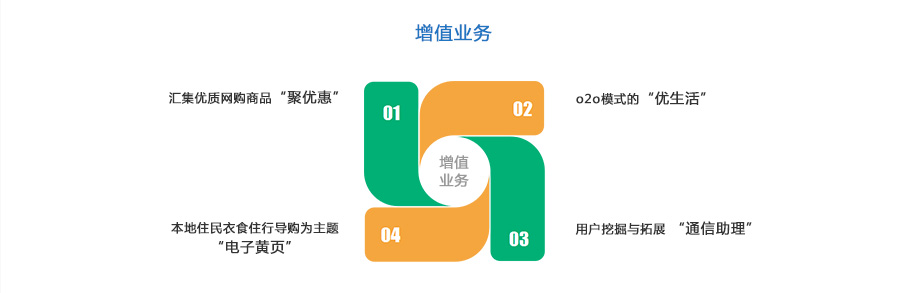 增值业务
汇集优质网购商品“聚优惠”
01
02
o2o模式的“优生活”
增值
业务
本地住民衣食住行导购为主题
“电子黄页”
04
03
用户挖掘与拓展 “通信助理”